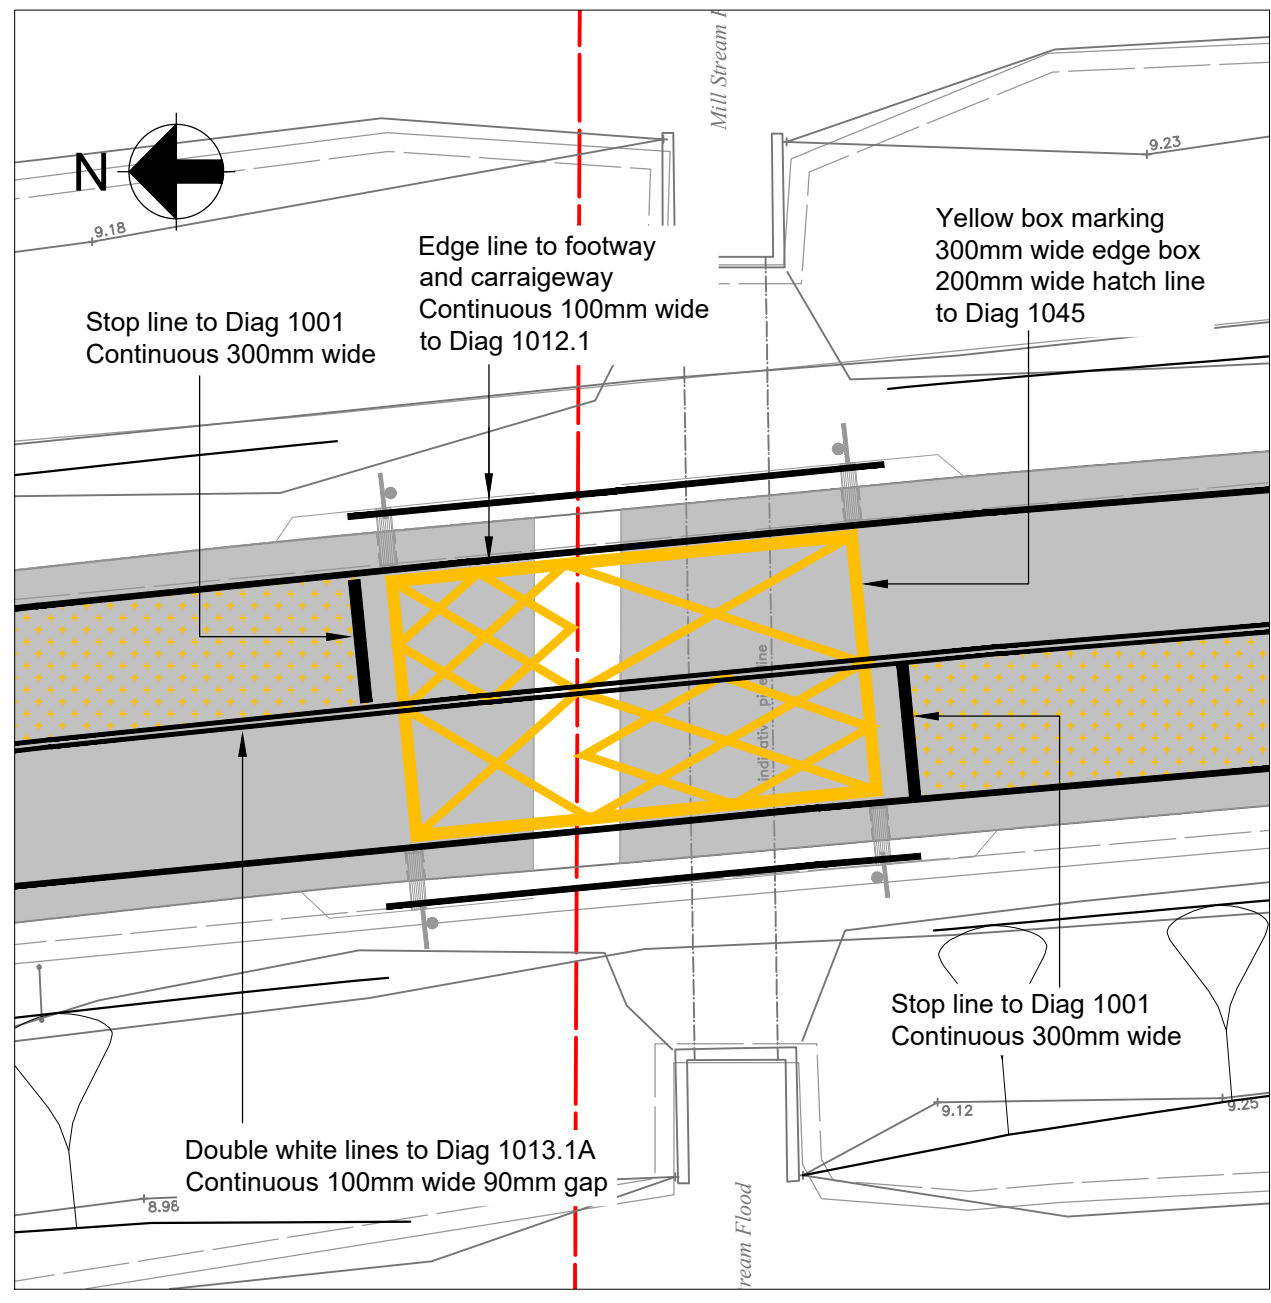 Mill Stream
9.23
N
9.18
Yellow box marking
300mm wide edge box
200mm wide hatch line
to Diag 1045
Edge line to footway
and carraigeway
Continuous 100mm wide
to Diag 1012.1
Stop line to Diag 1001
Continuous 300mm wide
Stop line to Diag 1001
Continuous 300mm wide
9.12
9.25
Double white lines to Diag 1013.1A
Continuous 100mm wide 90mm gap
8.98
ream Flood